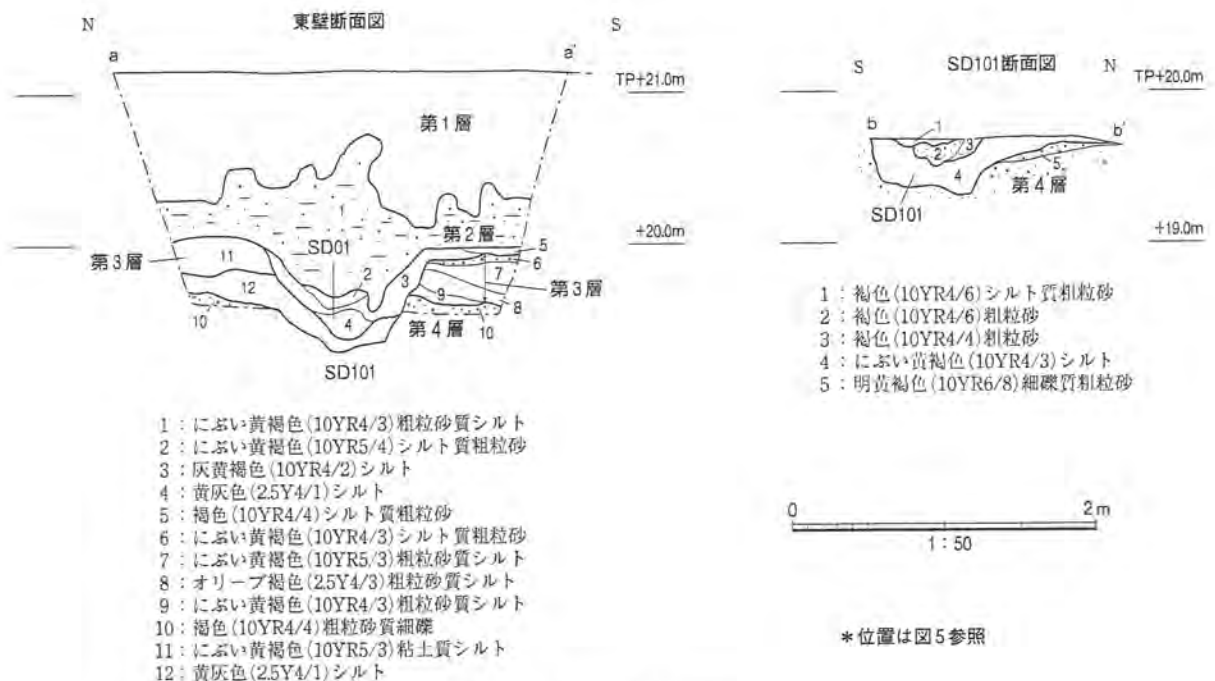 東壁断面図
N
S
a
a'
TP+21.0m
第1層
1
第2層
+20.0m
SD01
5
6
第3層
11
2
3
7
第3層
12
9
8
10
4
第4層
10
SD101
1：にぶい黄褐色(10YR4/3)粗粒砂質シルト
2：にぶい黄褐色(10YR5/4)シルト質粗粒砂
3：灰黄褐色(10YR4/2)シルト
4：黄灰色(2.5Y4/1)シルト
5：褐色(10YR4/4)シルト質粗粒砂
6：にぶい黄褐色(10YR4/3)シルト質粗粒砂
7：にぶい黄褐色(10YR5/3)粗粒砂質シルト
8：オリーブ褐色(2.5Y4/3)粗粒砂質シルト
9：にぶい黄褐色(10YR4/3)粗粒砂質シルト
10：褐色(10YR4/4)粗粒砂質細礫
11：にぶい黄褐色(10YR5/3)粘土質シルト
12：黄灰色(2.5Y4/1)シルト
SD101断面図
S
N
TP+20.0m
b
1
b'
2
3
5
4
第4層
SD101
+19.0m
1：褐色(10YR4/6)シルト質粗粒砂
2：褐色(10YR4/6)粗粒砂
3：褐色(10YR4/4)粗粒砂
4：にぶい黄褐色(10YR4/3)シルト
5：明黄褐色(10YR6/8)細礫質粗粒砂
0
2m
1：50
＊位置は図5参照